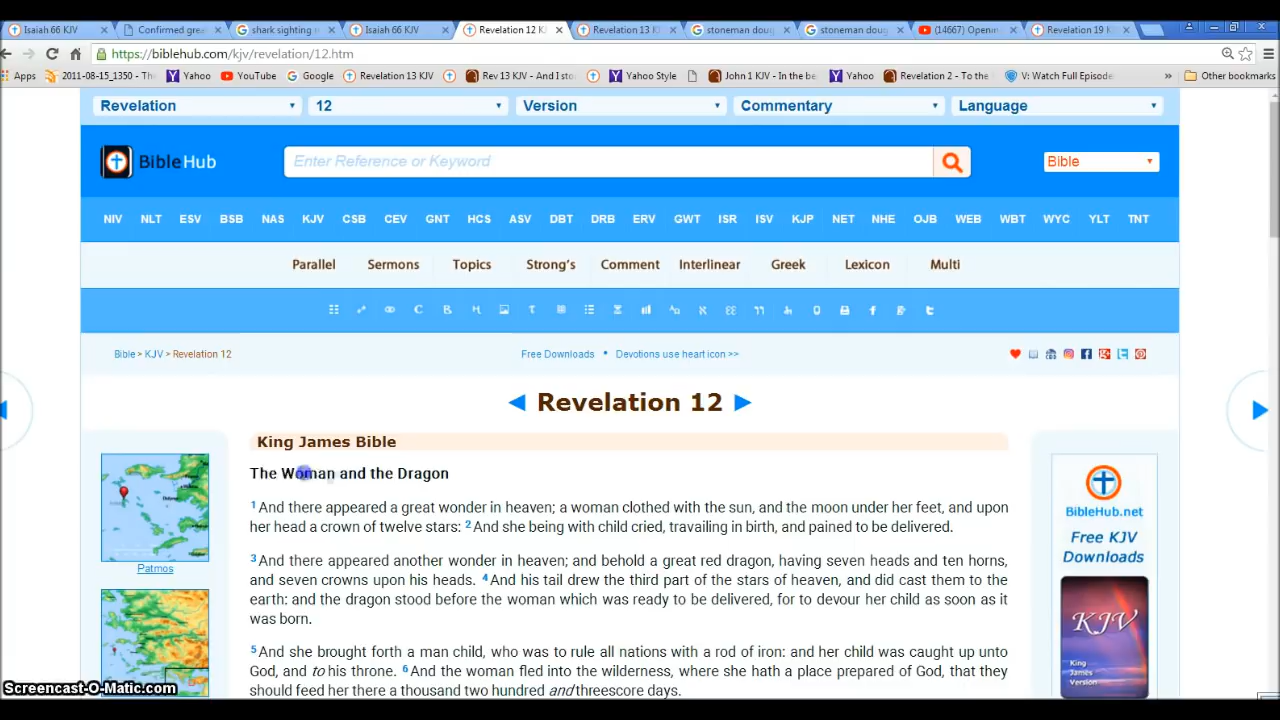 Isaiah 66 KJV
Confirmed grea
shark sighting n
Isaiah 66 KJV
Revelation 12 K
Revelation 13 K
stoneman doug
stoneman doug
(14667) Openin
Revelation 19 K
https://biblehub.com/kjv/revelation/12.htm
Apps 2011-08-15_1350 - Th Yahoo YouTube Google Revelation 13 KJV Rev 13 KJV - And I sto Yahoo Style John 1 KJV - In the be Yahoo Revelation 2 - To the V: Watch Full Episode » Other bookmarks
Revelation 12 Version Commentary Language
BibleHub Enter Reference or Keyword Bible
NIV NLT ESV BSB NAS KJV CSB CEV GNT HCS ASV DBT DRB ERV GWT ISR ISV KJP NET NHE OJB WEB WBT WYC YLT TNT
Parallel Sermons Topics Strong's Comment Interlinear Greek Lexicon Multi
Bible > KJV > Revelation 12 Free Downloads • Devotions use heart icon >>
◄ Revelation 12 ►
King James Bible
The Woman and the Dragon
1 And there appeared a great wonder in heaven; a woman clothed with the sun, and the moon under her feet, and upon
her head a crown of twelve stars: 2 And she being with child cried, travailing in birth, and pained to be delivered.
3 And there appeared another wonder in heaven; and behold a great red dragon, having seven heads and ten horns,
and seven crowns upon his heads. 4 And his tail drew the third part of the stars of heaven, and did cast them to the
earth: and the dragon stood before the woman which was ready to be delivered, for to devour her child as soon as it
was born.
5 And she brought forth a man child, who was to rule all nations with a rod of iron: and her child was caught up unto
God, and to his throne. 6 And the woman fled into the wilderness, where she hath a place prepared of God, that they
should feed her there a thousand two hundred and threescore days.
Patmos
BibleHub.net
Free KJV
Downloads
KJV
King
James
Version
Screencast-O-Matic.com